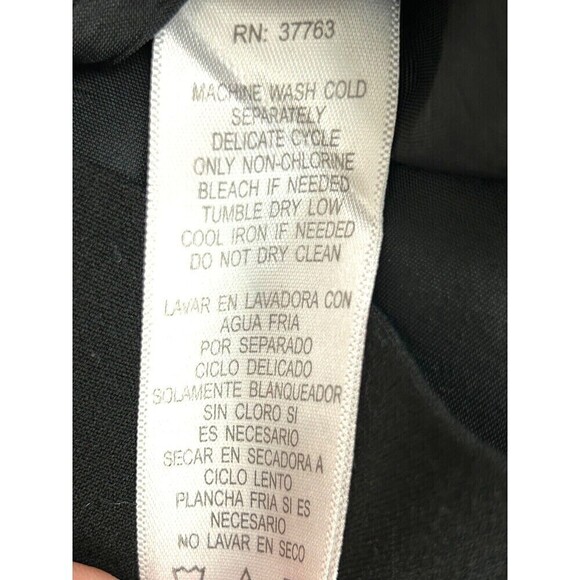 RN: 37763
MACHINE WASH COLD
SEPARATELY
DELICATE CYCLE
ONLY NON-CHLORINE
BLEACH IF NEEDED
TUMBLE DRY LOW
COOL IRON IF NEEDED
DO NOT DRY CLEAN
LAVAR EN LAVADORA CON
AGUA FRIA
POR SEPARADO
CICLO DELICADO
SOLAMENTE BLANQUEADOR
SIN CLORO SI
ES NECESARIO
SECAR EN SECADORA A
CICLO LENTO
PLANCHA FRIA SI ES
NECESARIO
NO LAVAR EN SECO